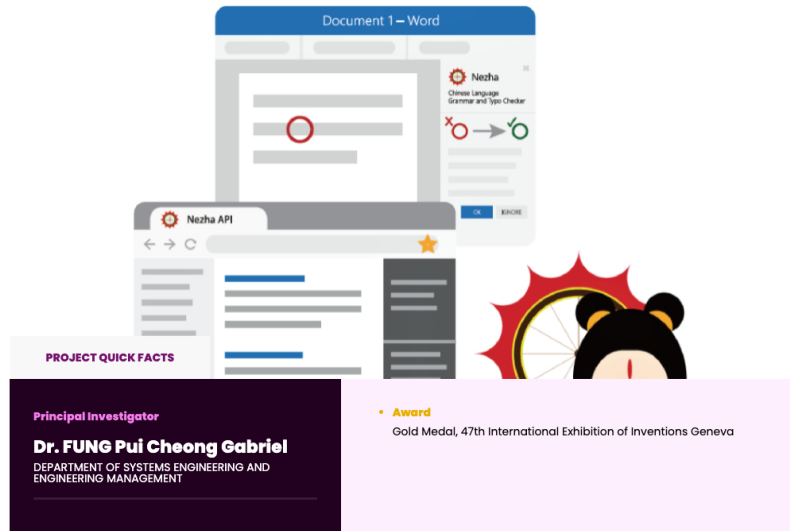 Document 1 – Word
Nezha
Chinese Language
Grammar and Typo Checker
OK
IGNORE
Nezha API
PROJECT QUICK FACTS
Principal Investigator
Dr. FUNG Pui Cheong Gabriel
DEPARTMENT OF SYSTEMS ENGINEERING AND
ENGINEERING MANAGEMENT
Award
Gold Medal, 47th International Exhibition of Inventions Geneva